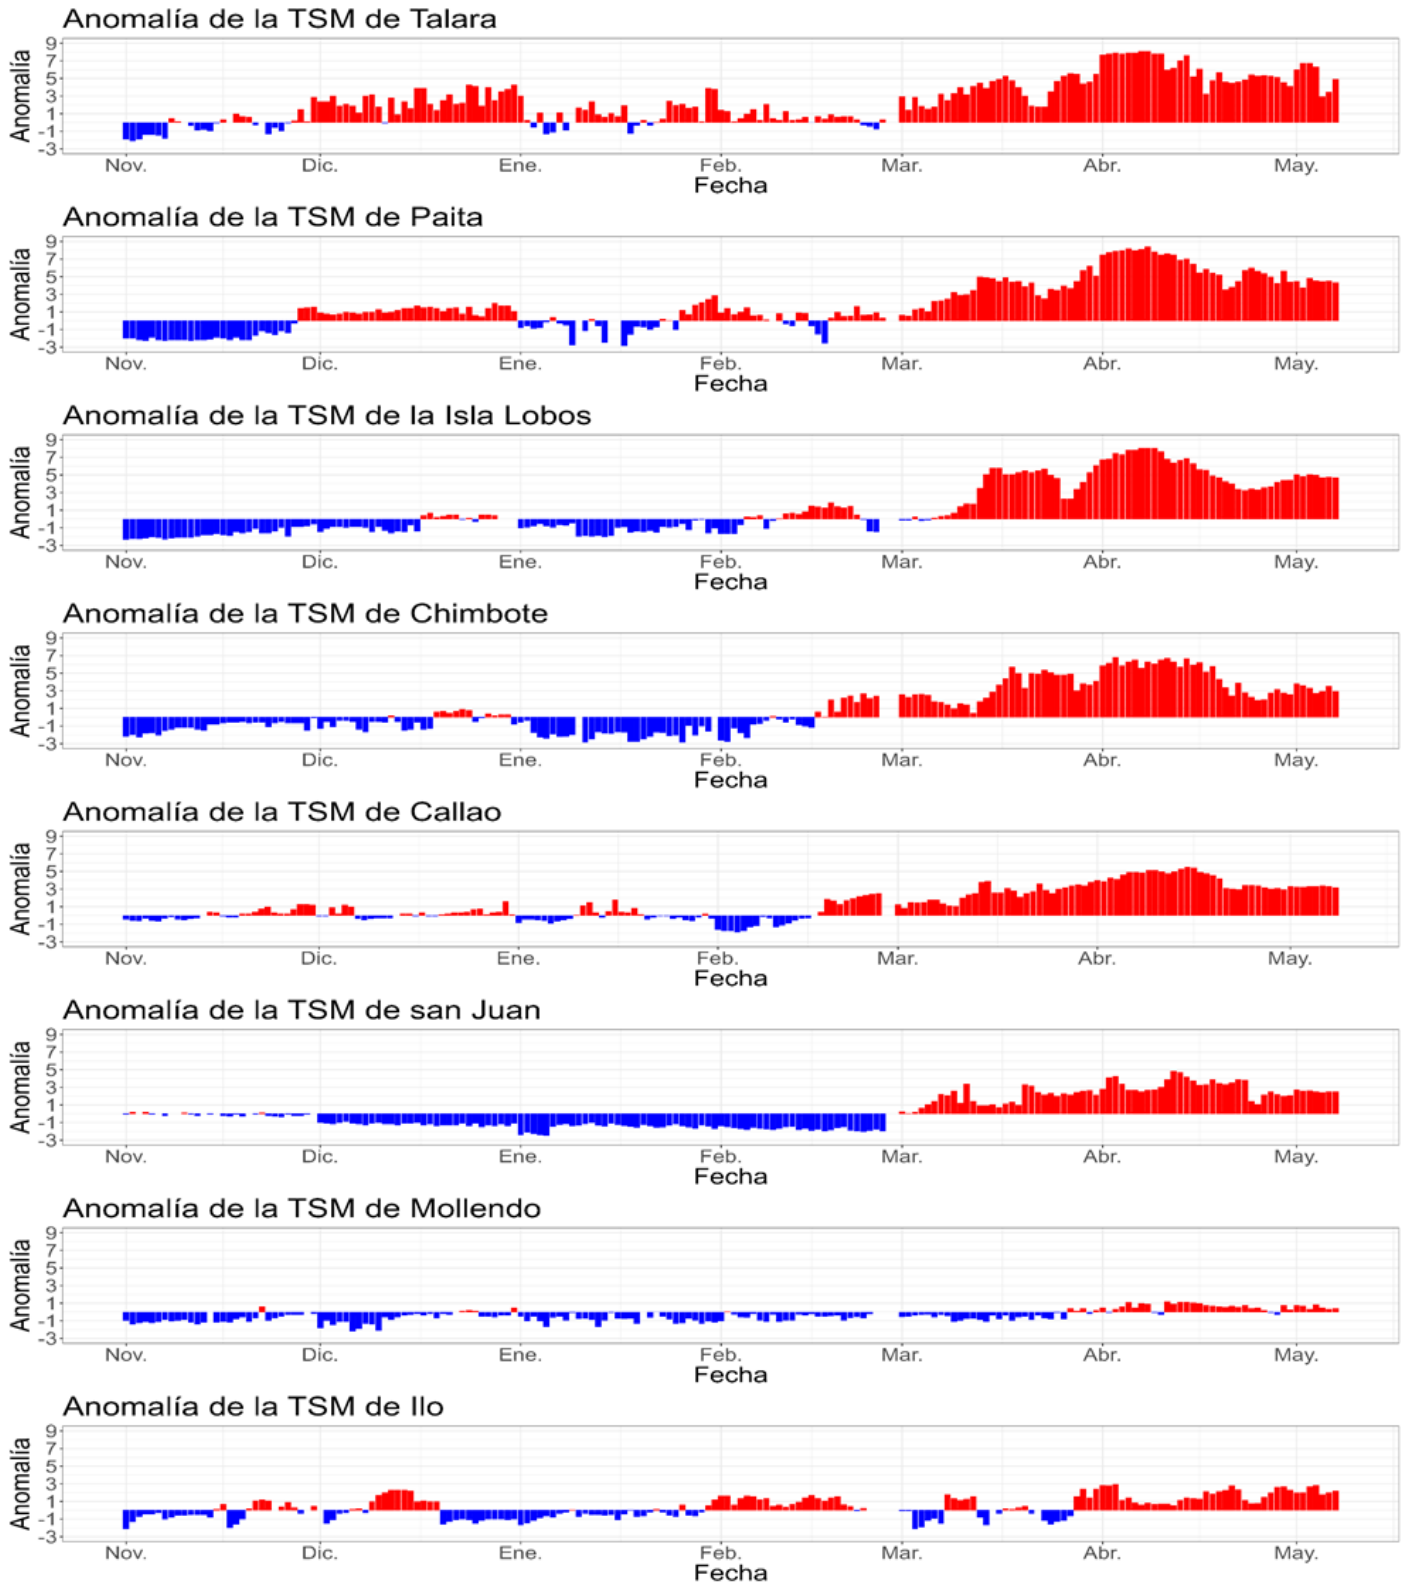 Anomalía de la TSM de Talara
Anomalía
9
7
5
3
1
-1
-3
Nov. Dic. Ene. Feb. Mar. Abr. May.
Fecha
Anomalía de la TSM de Paita
Anomalía
9
7
5
3
1
-1
-3
Nov. Dic. Ene. Feb. Mar. Abr. May.
Fecha
Anomalía de la TSM de la Isla Lobos
Anomalía
9
7
5
3
1
-1
-3
Nov. Dic. Ene. Feb. Mar. Abr. May.
Fecha
Anomalía de la TSM de Chimbote
Anomalía
9
7
5
3
1
-1
-3
Nov. Dic. Ene. Feb. Mar. Abr. May.
Fecha
Anomalía de la TSM de Callao
Anomalía
9
7
5
3
1
-1
-3
Nov. Dic. Ene. Feb. Mar. Abr. May.
Fecha
Anomalía de la TSM de san Juan
Anomalía
9
7
5
3
1
-1
-3
Nov. Dic. Ene. Feb. Mar. Abr. May.
Fecha
Anomalía de la TSM de Mollendo
Anomalía
9
7
5
3
1
-1
-3
Nov. Dic. Ene. Feb. Mar. Abr. May.
Fecha
Anomalía de la TSM de Ilo
Anomalía
9
7
5
3
1
-1
-3
Nov. Dic. Ene. Feb. Mar. Abr. May.
Fecha